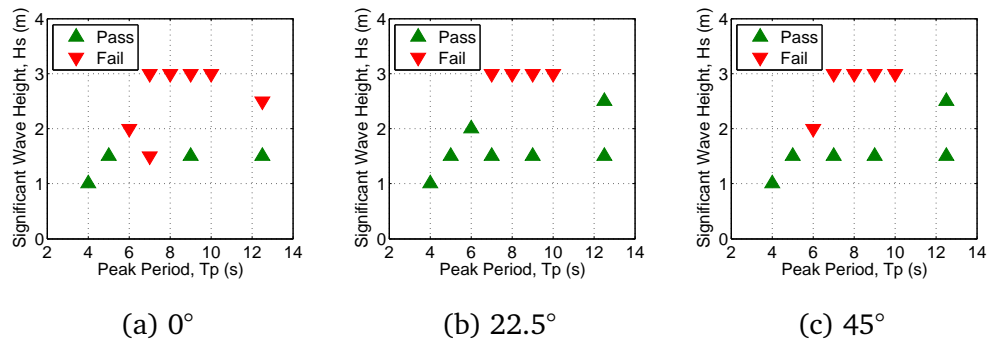 Significant Wave Height, Hs (m)
4
3
2
1
0
Pass
Fail
2 4 6 8 10 12 14
Peak Period, Tp (s)
(a) 0°
Significant Wave Height, Hs (m)
4
3
2
1
0
Pass
Fail
2 4 6 8 10 12 14
Peak Period, Tp (s)
(b) 22.5°
Significant Wave Height, Hs (m)
4
3
2
1
0
Pass
Fail
2 4 6 8 10 12 14
Peak Period, Tp (s)
(c) 45°